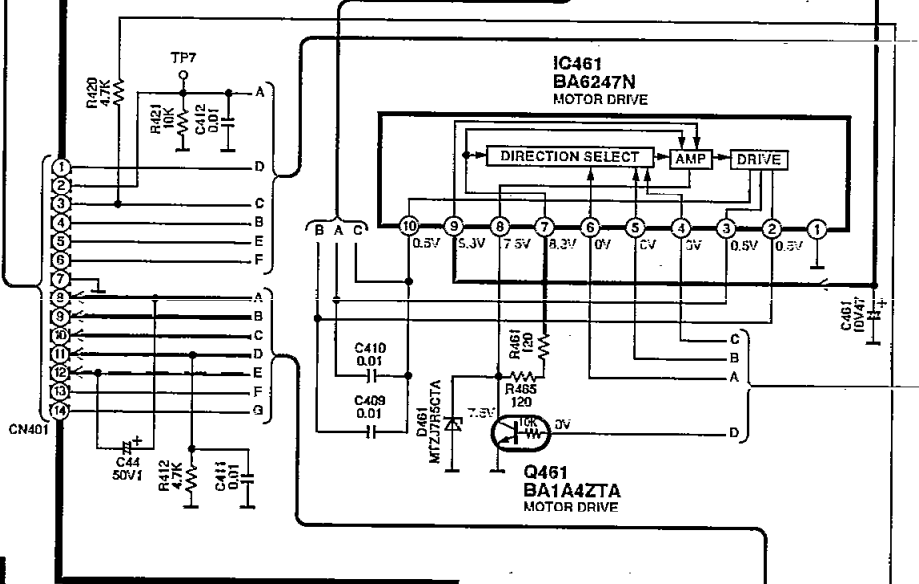 TP7
IC461
BA6247N
MOTOR DRIVE
R420
4.7K
R421
10K
C412
0.01
A
DIRECTION SELECT
AMP
DRIVE
1
D
2
3
C
4
B
5
E
6
F
7
B A C
10 9 8 7 6 5 4 3 2 1
0.5V
7.5V
0V
0V
0V
0.5V
0.5V
8
A
9
B
10
C
11
D
12
E
13
F
14
G
CN401
C44
50V1
R412
4.7K
C411
0.01
C410
0.01
C409
0.01
R461
120
R465
120
D461
MTZJ7R5CTA
7.5V
10K
0V
C461
10V47
C
B
A
D
Q461
BA1A4ZTA
MOTOR DRIVE